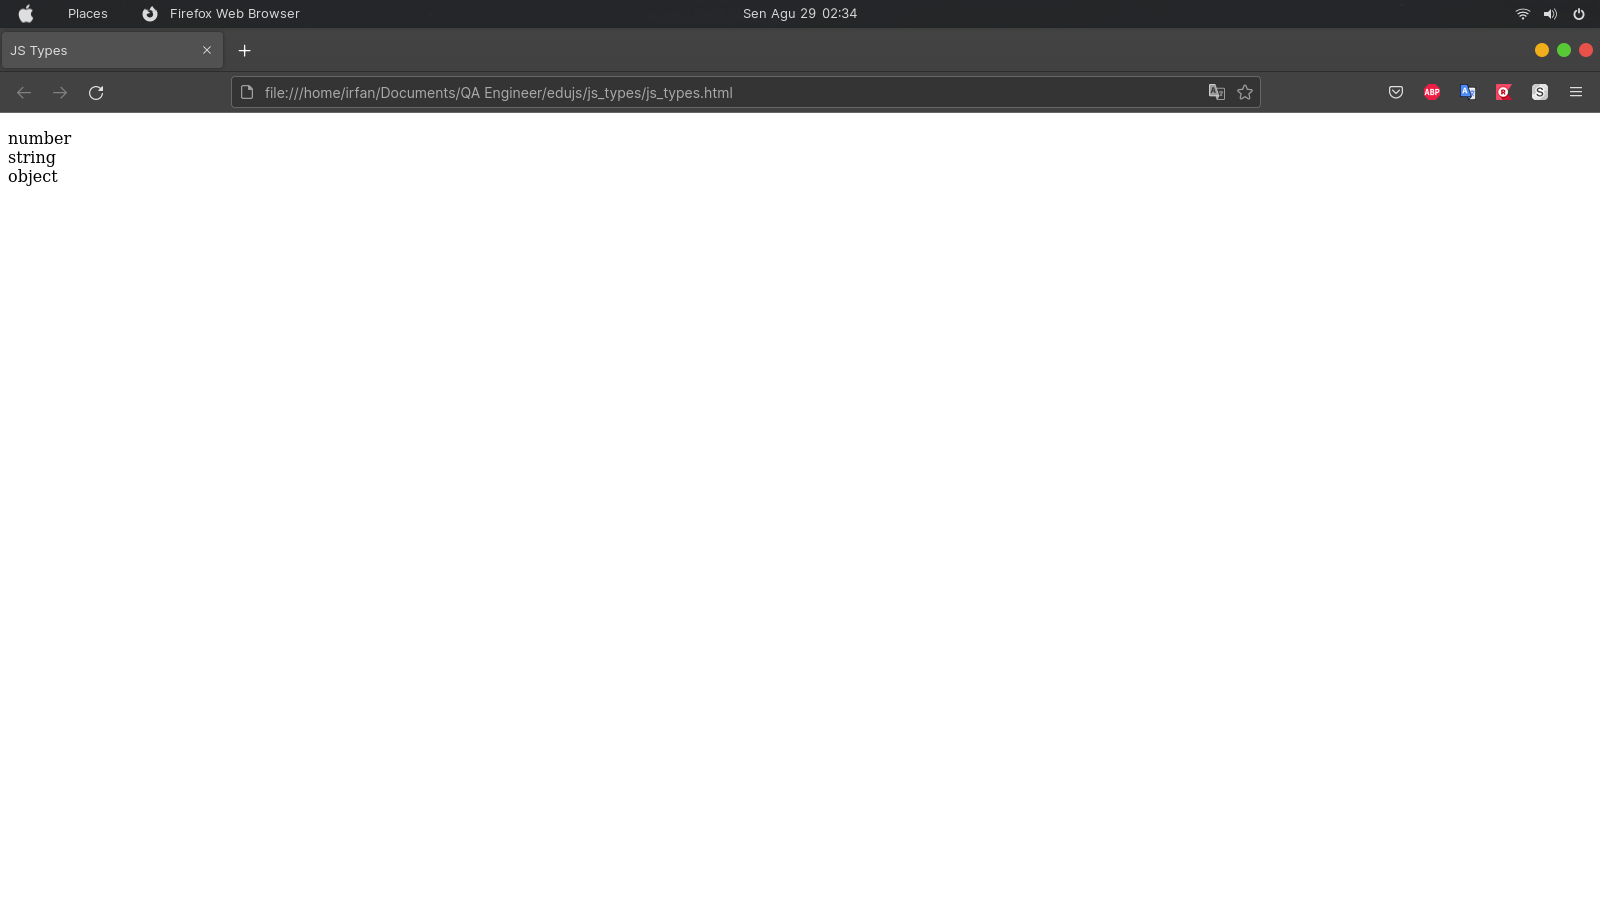 Places Firefox Web Browser Sen Agu 29 02:34
JS Types
file:///home/irfan/Documents/QA Engineer/edujs/js_types/js_types.html ABP S
number
string
object